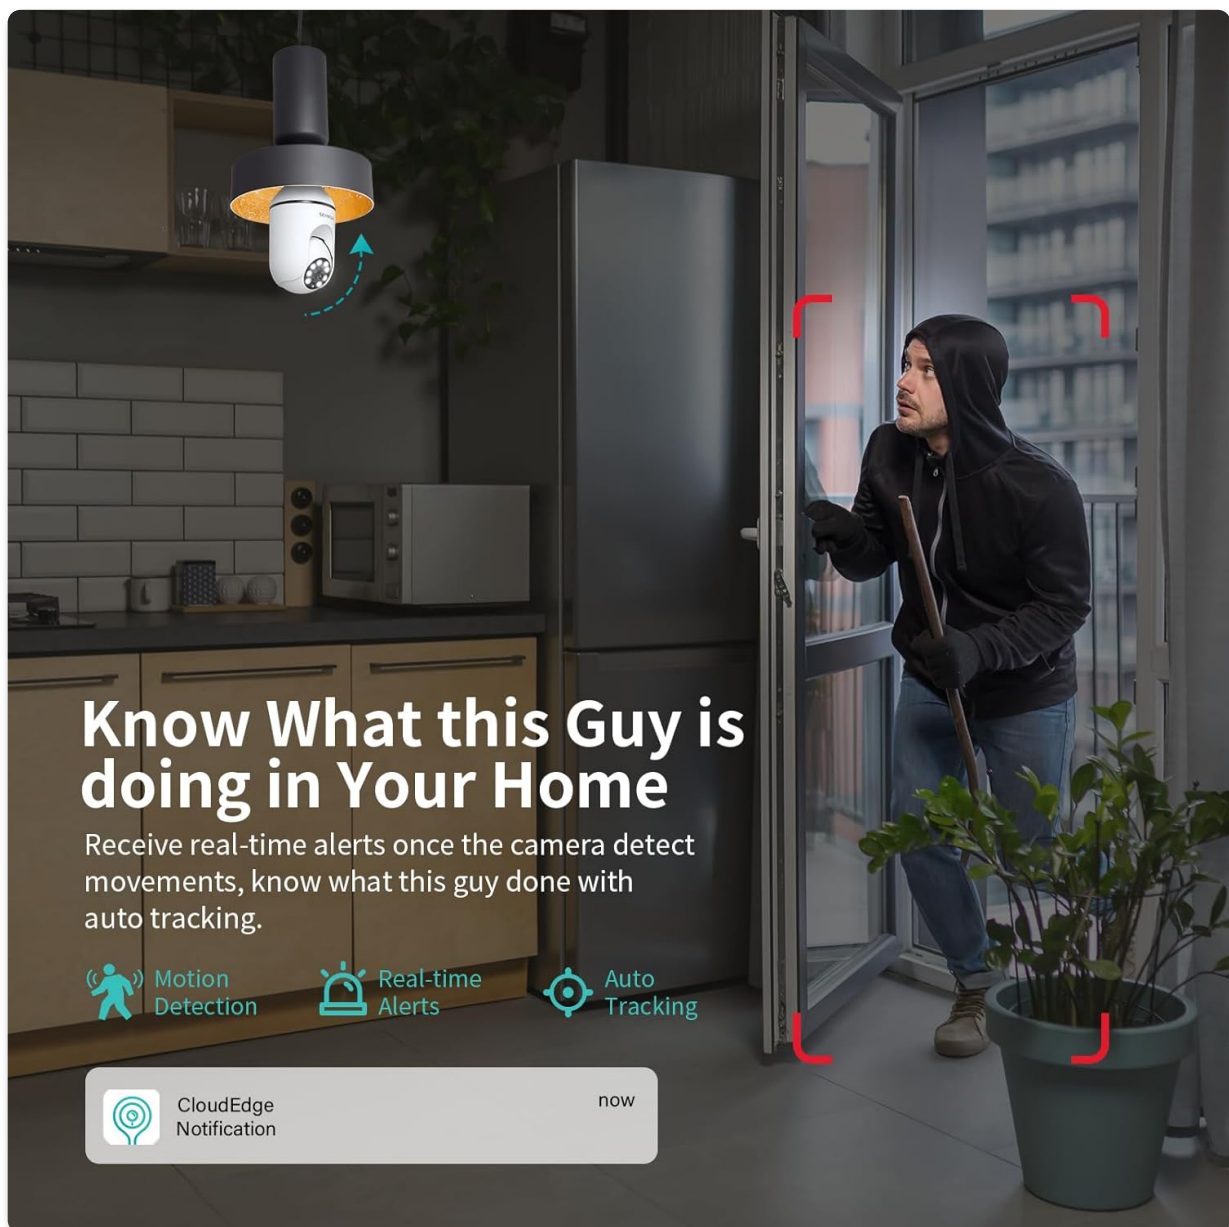 Know What this Guy is
doing in Your Home
Receive real-time alerts once the camera detect
movements, know what this guy done with
auto tracking.
Motion
Detection
Real-time
Alerts
Auto
Tracking
CloudEdge
Notification
now